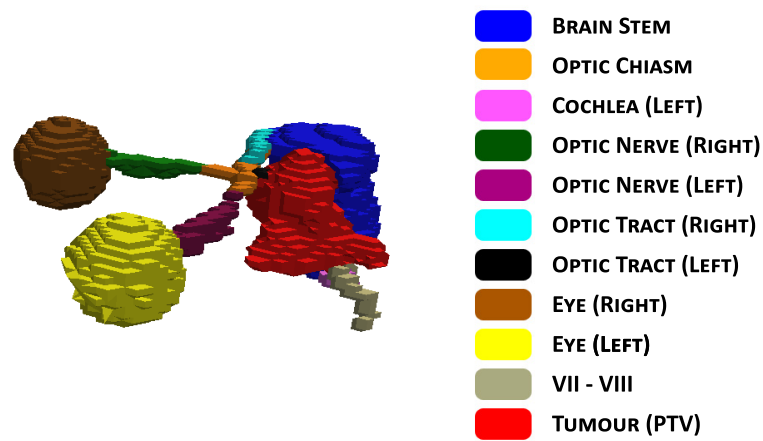 Brain Stem
Optic Chiasm
Cochlea (Left)
Optic Nerve (Right)
Optic Nerve (Left)
Optic Tract (Right)
Optic Tract (Left)
Eye (Right)
Eye (Left)
VII - VIII
Tumour (PTV)